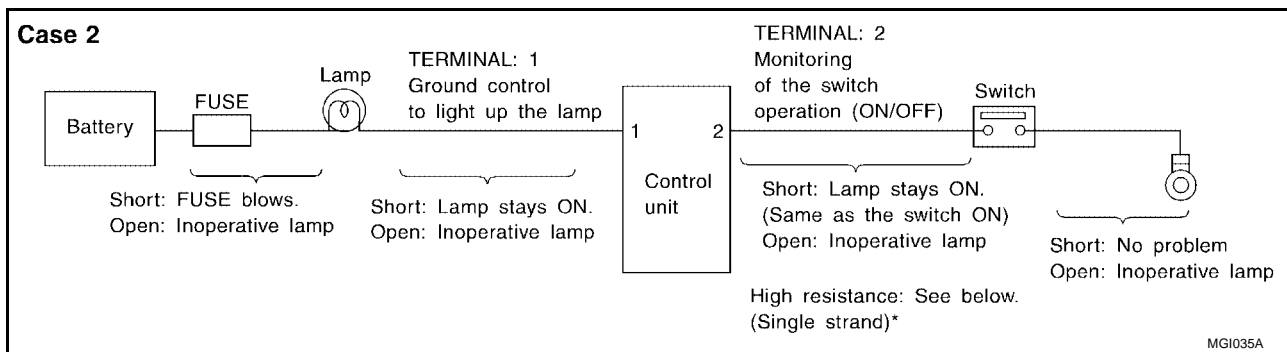 Case 2
Battery
FUSE
Lamp
TERMINAL: 1
Ground control
to light up the lamp
1
2
Control
unit
TERMINAL: 2
Monitoring
of the switch
operation (ON/OFF)
Switch
Short: FUSE blows.
Open: Inoperative lamp
Short: Lamp stays ON.
Open: Inoperative lamp
Short: Lamp stays ON.
(Same as the switch ON)
Open: Inoperative lamp
High resistance: See below.
(Single strand)*
Short: No problem
Open: Inoperative lamp
MGI035A